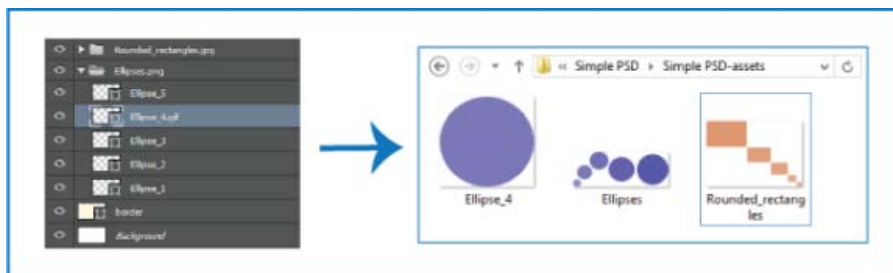 Rounded_rectangles.jpg
Ellipses.png
Ellipse_5
Ellipse_4.gif
Ellipse_3
Ellipse_2
Ellipse_1
border
Background
« Simple PSD › Simple PSD-assets
Ellipse_4
Ellipses
Rounded_rectang
les